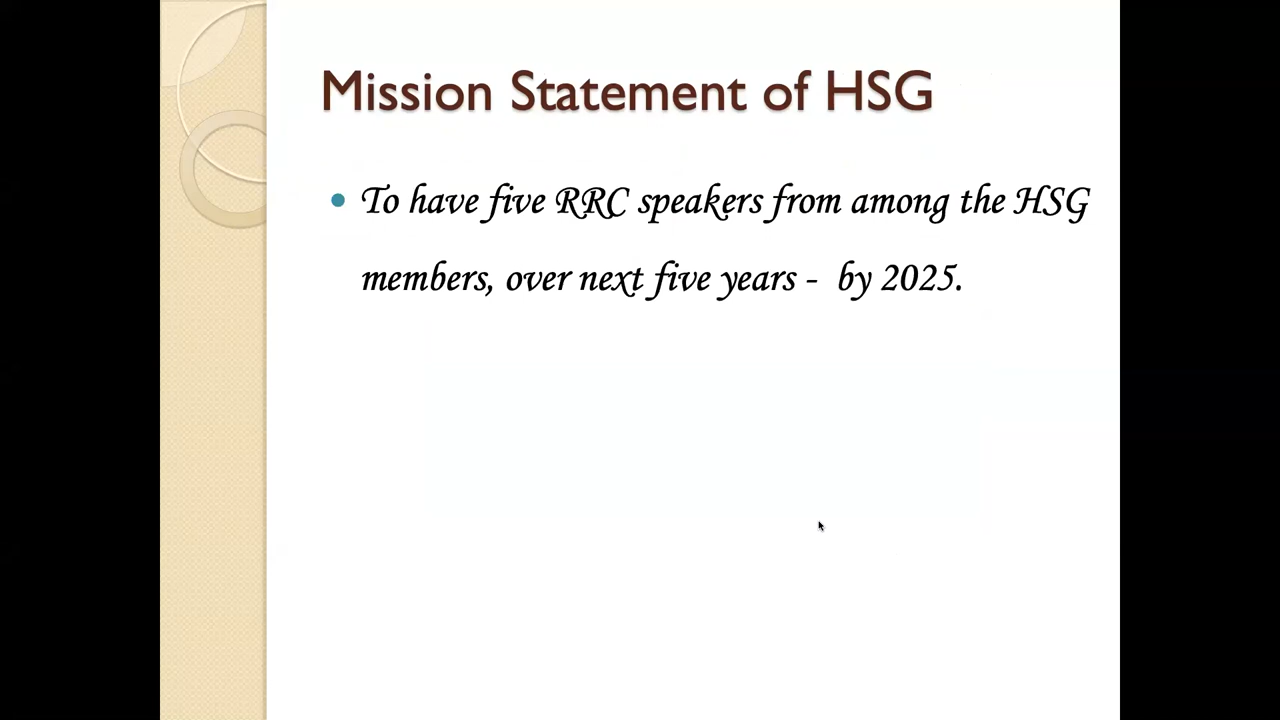 Mission Statement of HSG
• To have five RRC speakers from among the HSG
members, over next five years - by 2025.